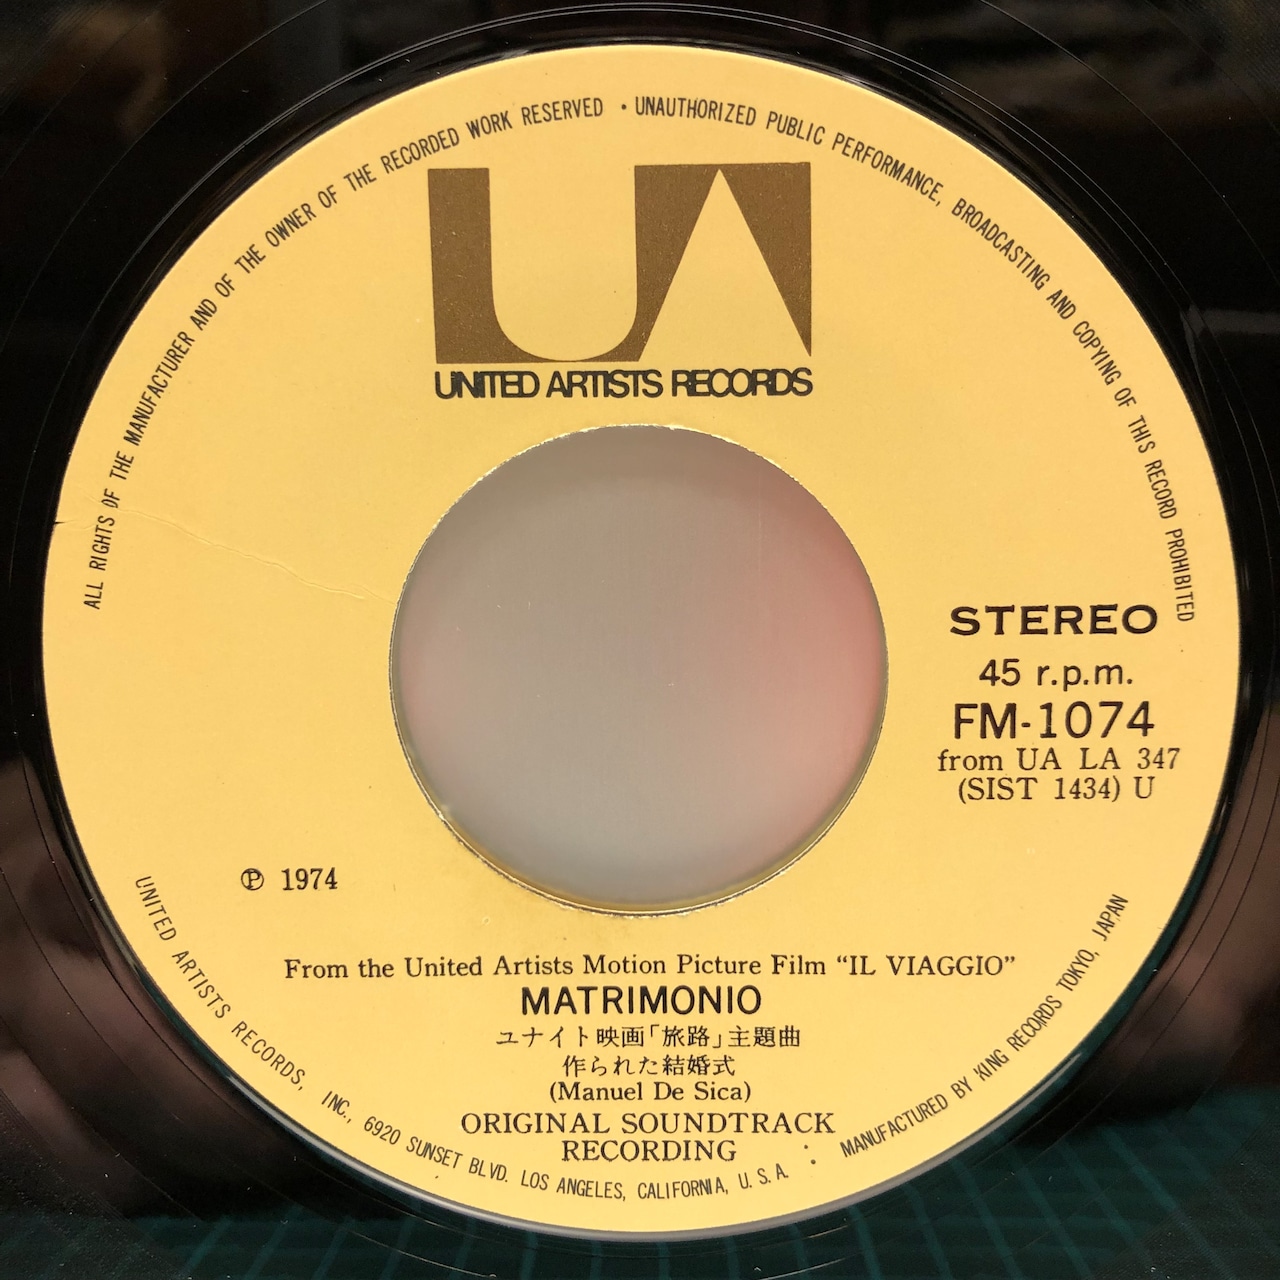 ALL RIGHTS OF THE MANUFACTURER AND OF THE OWNER OF THE RECORDED WORK RESERVED • UNAUTHORIZED PUBLIC PERFORMANCE, BROADCASTING AND COPYING OF THIS RECORD PROHIBITED
UA
UNITED ARTISTS RECORDS
STEREO
45 r.p.m.
FM-1074
from UA LA 347
(SIST 1434) U
℗ 1974
From the United Artists Motion Picture Film “IL VIAGGIO”
MATRIMONIO
ユナイト映画「旅路」主題曲
作られた結婚式
(Manuel De Sica)
ORIGINAL SOUNDTRACK
RECORDING
UNITED ARTISTS RECORDS, INC., 6920 SUNSET BLVD. LOS ANGELES, CALIFORNIA, U.S.A. • MANUFACTURED BY KING RECORDS TOKYO, JAPAN